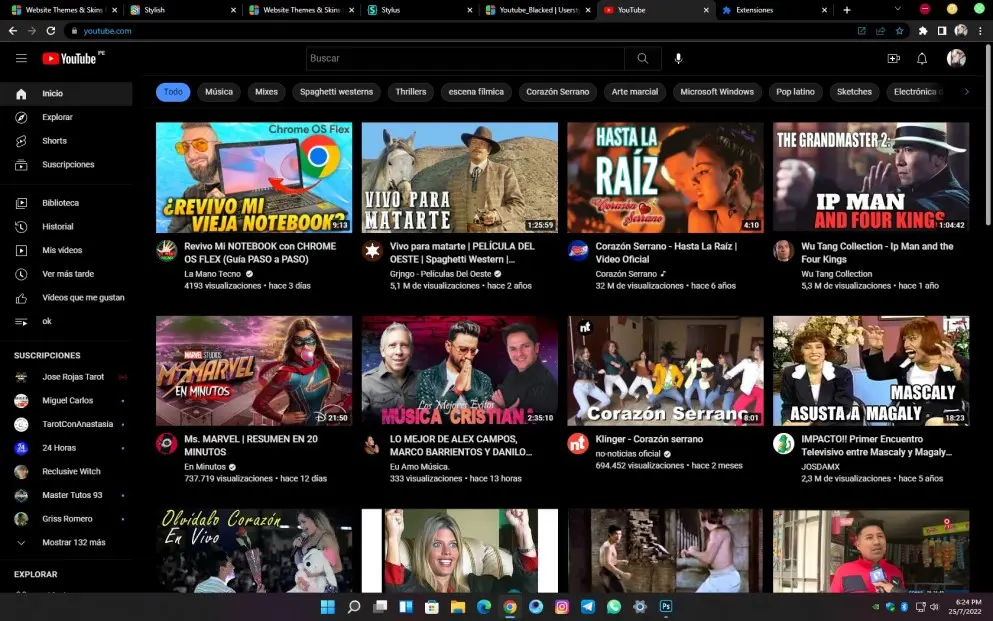 Website Themes & Skins
Stylish
Website Themes & Skins
Stylus
Youtube_Blacked | Userst
YouTube
Extensiones
youtube.com
YouTube PE
Buscar
Inicio
Explorar
Shorts
Suscripciones
Biblioteca
Historial
Mis vídeos
Ver más tarde
Vídeos que me gustan
ok
SUSCRIPCIONES
Jose Rojas Tarot
Miguel Carlos
TarotConAnastasia
24 Horas
Reclusive Witch
Master Tutos 93
Griss Romero
Mostrar 132 más
EXPLORAR
Todo
Música
Mixes
Spaghetti westerns
Thrillers
escena fílmica
Corazón Serrano
Arte marcial
Microsoft Windows
Pop latino
Sketches
Electrónica
Chrome OS Flex
¿REVIVO MI
VIEJA NOTEBOOK?
9:13
Revivo Mi NOTEBOOK con CHROME
OS FLEX (Guía PASO a PASO)
La Mano Tecno
4193 visualizaciones • hace 3 días
VIVO PARA
MATARTE
1:25:59
Vivo para matarte | PELÍCULA DEL
OESTE | Spaghetti Western |...
Grjngo - Películas Del Oeste
5,1 M de visualizaciones • hace 2 años
HASTA LA
RAÍZ
Corazón
Serrano
4:10
Corazón Serrano - Hasta La Raíz |
Video Oficial
Corazón Serrano
32 M de visualizaciones • hace 6 años
THE GRANDMASTER 2:
IP MAN
AND FOUR KINGS
1:04:42
Wu Tang Collection - Ip Man and the
Four Kings
Wu Tang Collection
5,3 M de visualizaciones • hace 1 año
MARVEL STUDIOS
MS. MARVEL
EN MINUTOS
21:50
Ms. MARVEL | RESUMEN EN 20
MINUTOS
En Minutos
737.719 visualizaciones • hace 12 días
Los Mejores Exitos
MÚSICA CRISTIANA
2:35:10
LO MEJOR DE ALEX CAMPOS,
MARCO BARRIENTOS Y DANILO...
Eu Amo Música.
333 visualizaciones • hace 13 horas
nt
Corazón Serrano
8:01
nt
Klinger - Corazón serrano
no-noticias oficial
694.452 visualizaciones • hace 2 meses
MASCALY
ASUSTA A MAGALY
18:23
IMPACTO!! Primer Encuentro
Televisivo entre Mascaly y Magaly...
JOSDAMX
2,3 M de visualizaciones • hace 5 años
Olvídalo Corazón
En Vivo
Ps
6:24 PM
25/7/2022